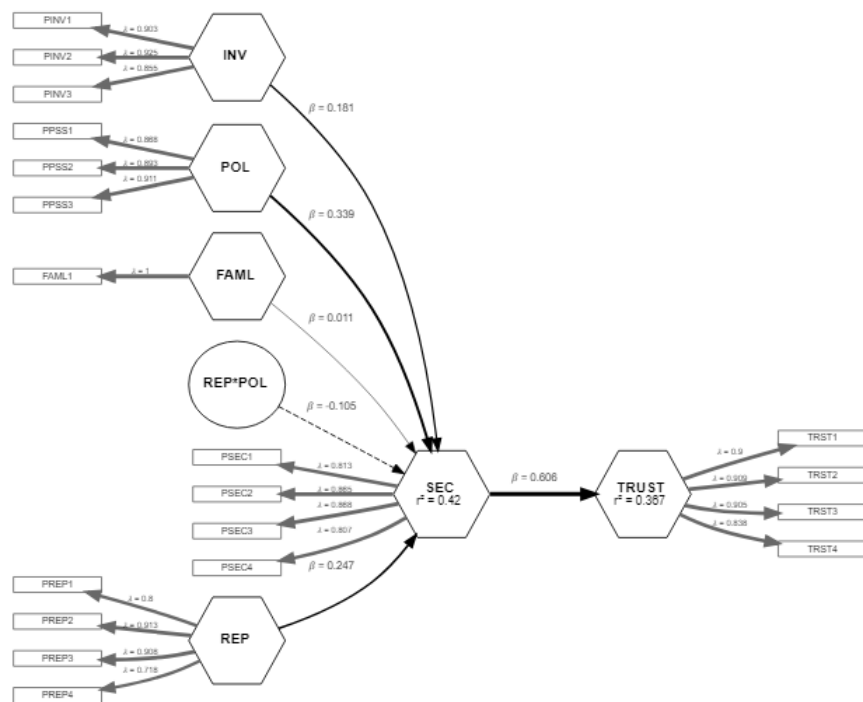 PINV1
λ = 0.903
PINV2
λ = 0.925
PINV3
λ = 0.855
INV
β = 0.181
PPSS1
λ = 0.868
PPSS2
λ = 0.893
PPSS3
λ = 0.911
POL
β = 0.339
FAML1
λ = 1
FAML
β = 0.011
REP*POL
β = -0.105
PSEC1
λ = 0.813
PSEC2
λ = 0.865
PSEC3
λ = 0.868
PSEC4
λ = 0.807
SEC
r² = 0.42
β = 0.606
TRUST
r² = 0.367
TRST1
λ = 0.9
TRST2
λ = 0.909
TRST3
λ = 0.905
TRST4
λ = 0.838
β = 0.247
PREP1
λ = 0.8
PREP2
λ = 0.913
PREP3
λ = 0.908
PREP4
λ = 0.718
REP